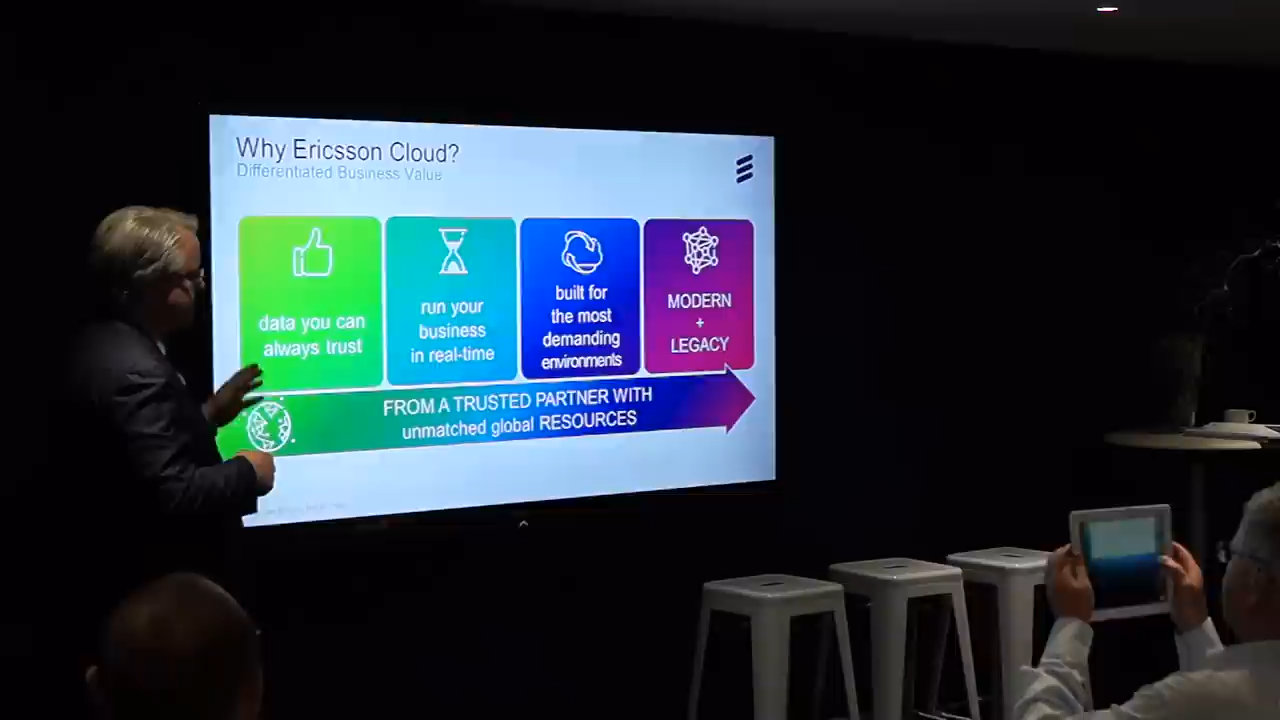 Why Ericsson Cloud?
Differentiated Business Value
data you can
always trust
run your
business
in real-time
built for
the most
demanding
environments
MODERN
+
LEGACY
FROM A TRUSTED PARTNER WITH
unmatched global RESOURCES